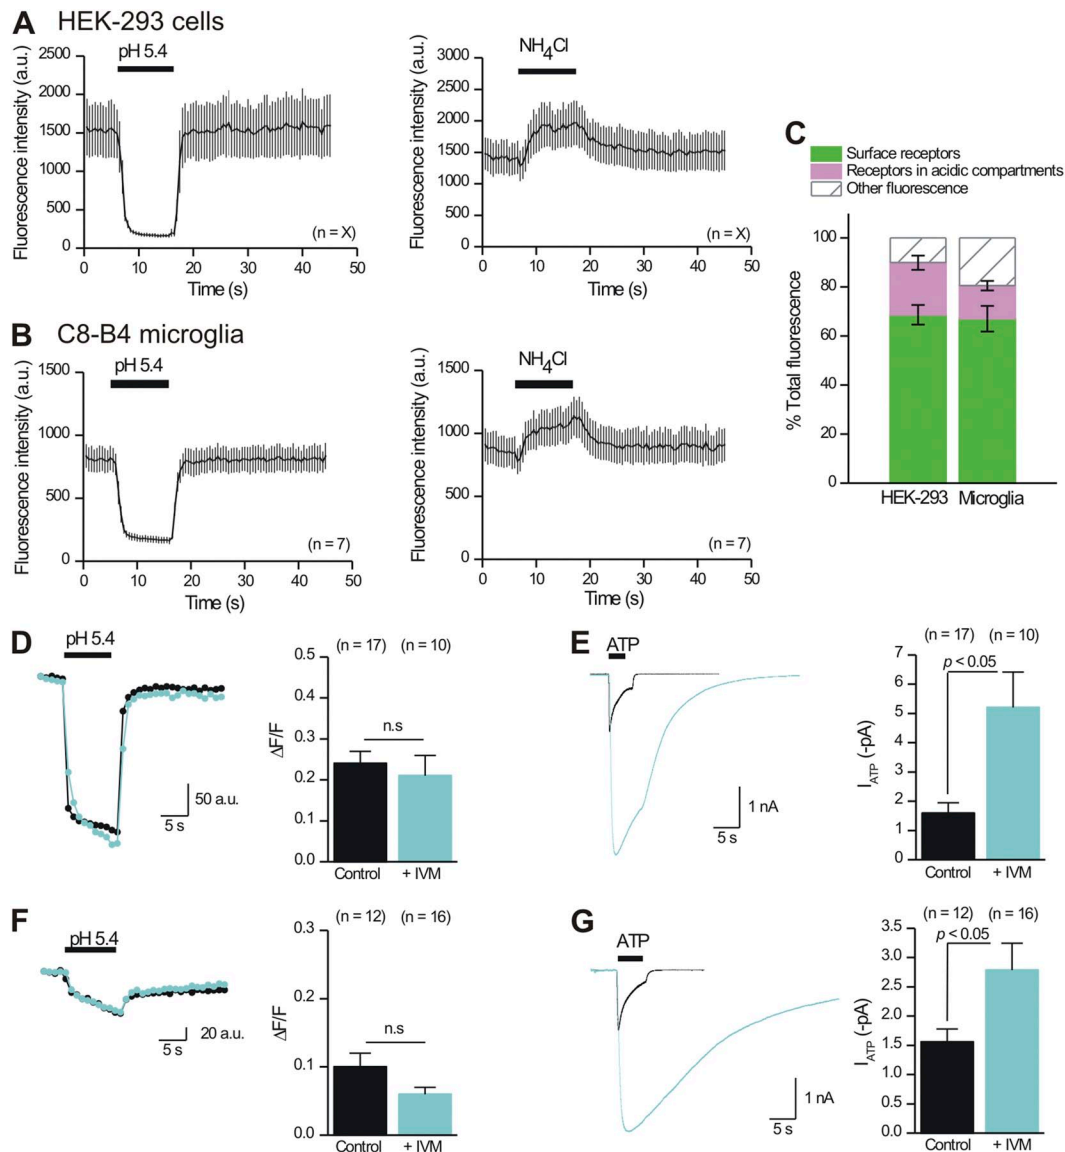 A HEK-293 cells
Fluorescence intensity (a.u.)
2500
2000
1500
1000
500
0
pH 5.4
(n = X)
0 10 20 30 40 50
Time (s)
Fluorescence intensity (a.u.)
3000
2500
2000
1500
1000
500
0
NH4Cl
(n = X)
0 10 20 30 40 50
Time (s)
B C8-B4 microglia
Fluorescence intensity (a.u.)
1500
1000
500
0
pH 5.4
(n = 7)
0 10 20 30 40 50
Time (s)
Fluorescence intensity (a.u.)
1500
1000
500
0
NH4Cl
(n = 7)
0 10 20 30 40 50
Time (s)
C
Surface receptors
Receptors in acidic compartments
Other fluorescence
% Total fluorescence
100
80
60
40
20
0
HEK-293 Microglia
D
pH 5.4
50 a.u.
5 s
ΔF/F
0.5
0.4
0.3
0.2
0.1
0.0
(n = 17) (n = 10)
n.s
Control + IVM
E
ATP
1 nA
5 s
IATP (-pA)
7
6
5
4
3
2
1
0
(n = 17) (n = 10)
p < 0.05
Control + IVM
F
pH 5.4
20 a.u.
5 s
ΔF/F
0.3
0.2
0.1
0.0
(n = 12) (n = 16)
n.s
Control + IVM
G
ATP
1 nA
5 s
IATP (-pA)
3.5
3.0
2.5
2.0
1.5
1.0
0.5
0.0
(n = 12) (n = 16)
p < 0.05
Control + IVM